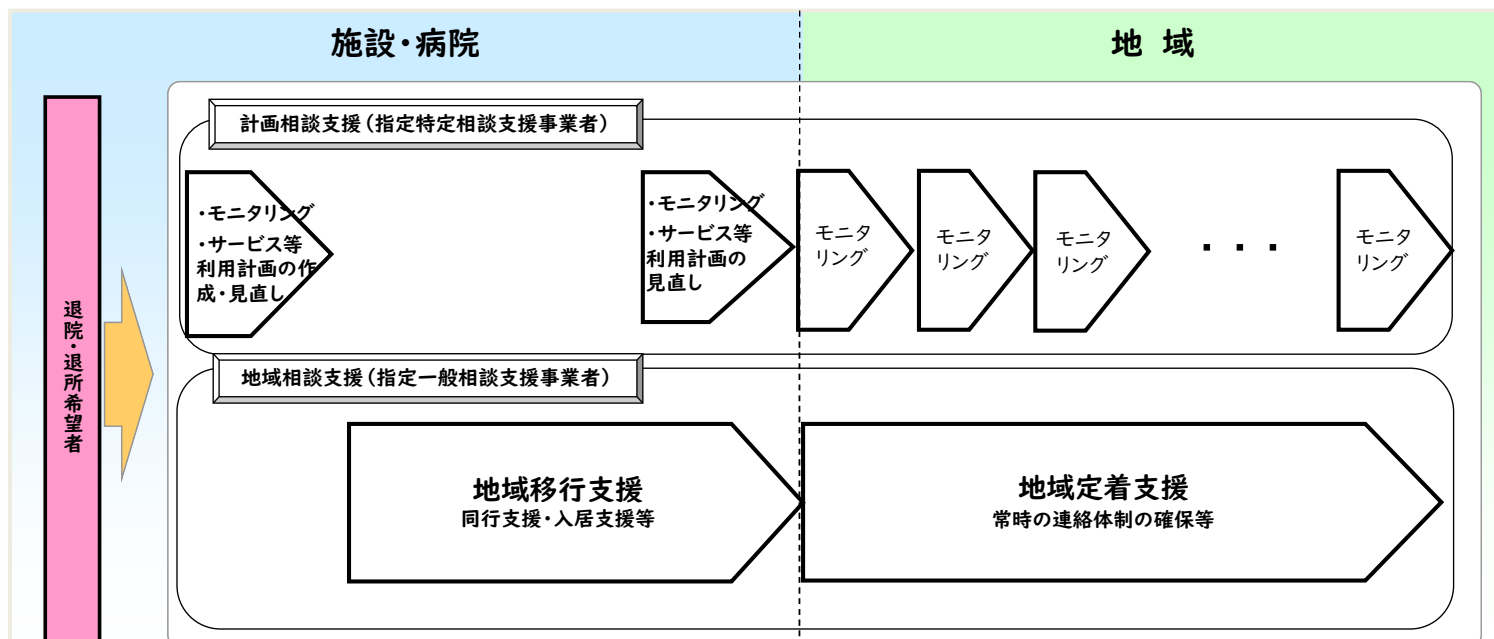 施設・病院
地 域
退院・退所希望者
計画相談支援(指定特定相談支援事業者)
・モニタリング
・サービス等
利用計画の作
成・見直し
・モニタリング
・サービス等
利用計画の
見直し
モニタ
リング
モニタ
リング
モニタ
リング
・・・
モニタ
リング
地域相談支援(指定一般相談支援事業者)
地域移行支援
同行支援・入居支援等
地域定着支援
常時の連絡体制の確保等